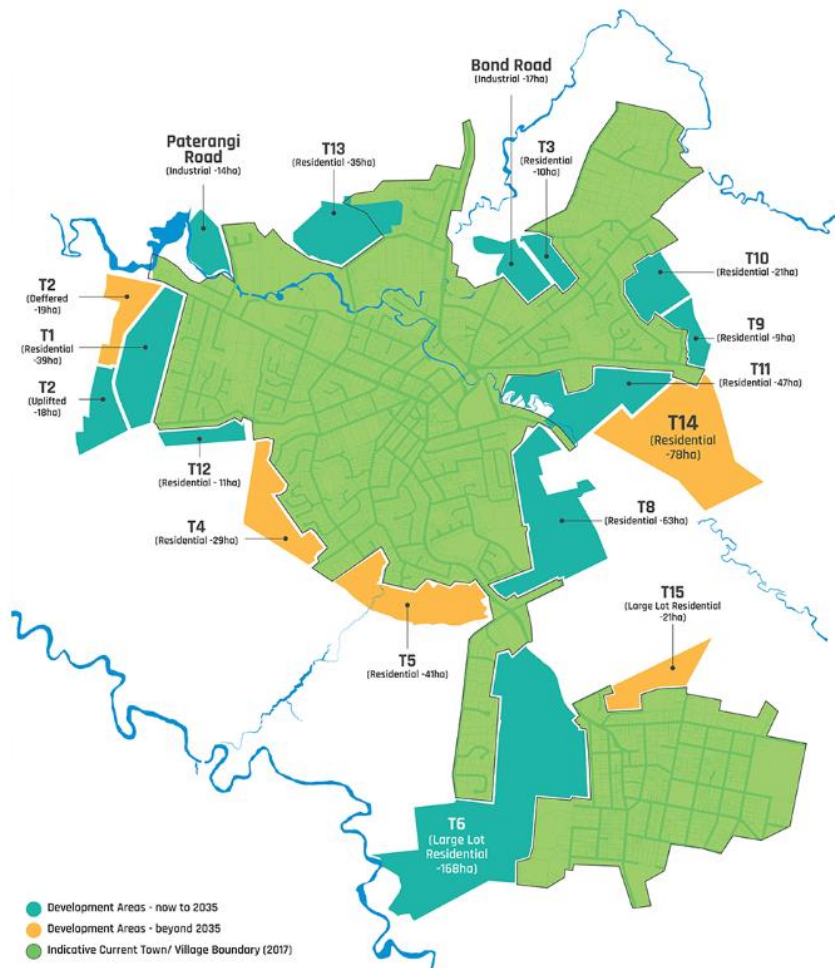 Bond Road
(Industrial -17ha)
T13
(Residential -35ha)
T3
(Residential
-10ha)
Paterangi
Road
(Industrial -14ha)
T10
(Residential -21ha)
T2
(Deffered
-19ha)
T1
(Residential
-39ha)
T2
(Uplifted
-18ha)
T9
(Residential -9ha)
T11
(Residential -47ha)
T14
(Residential
-78ha)
T12
(Residential - 11ha)
T8
(Residential -63ha)
T4
(Residential -29ha)
T15
(Large Lot Residential
-21ha)
T5
(Residential -41ha)
T6
(Large Lot
Residential
-168ha)
Development Areas - now to 2035
Development Areas - beyond 2035
Indicative Current Town/ Village Boundary (2017)